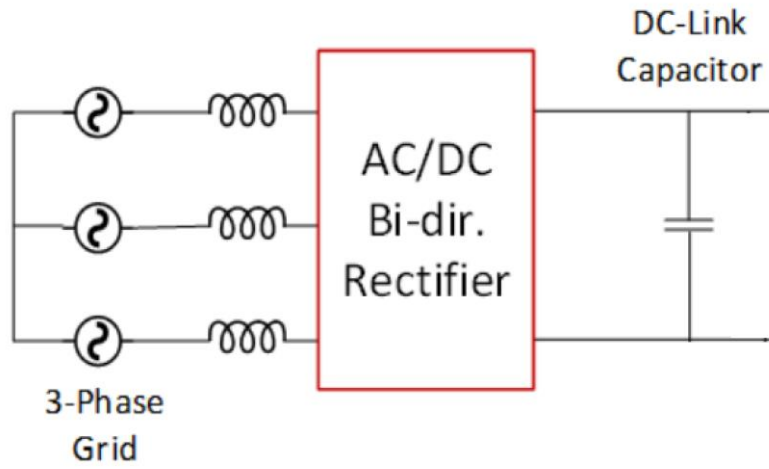 DC-Link
Capacitor
AC/DC
Bi-dir.
Rectifier
3-Phase
Grid